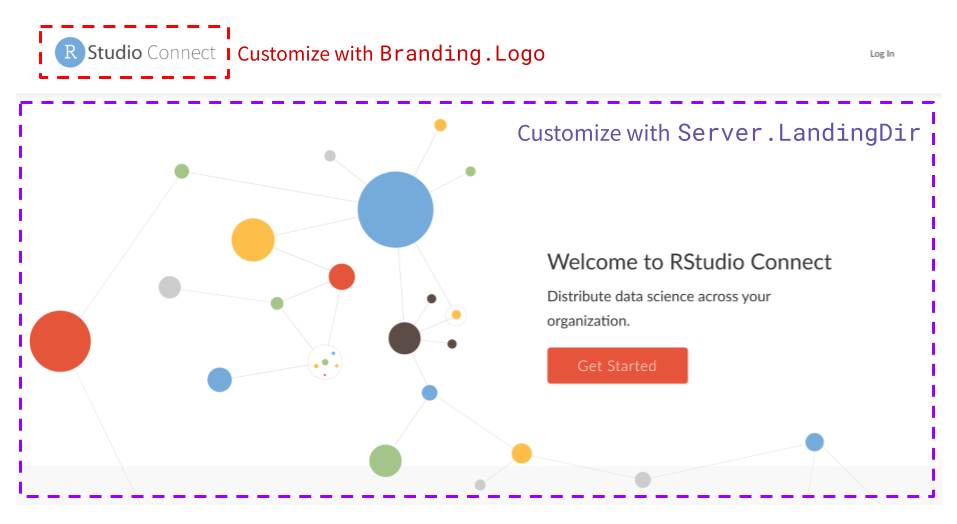 RStudio Connect Customize with Branding.Logo Log In
Customize with Server.LandingDir
Welcome to RStudio Connect
Distribute data science across your
organization.
Get Started